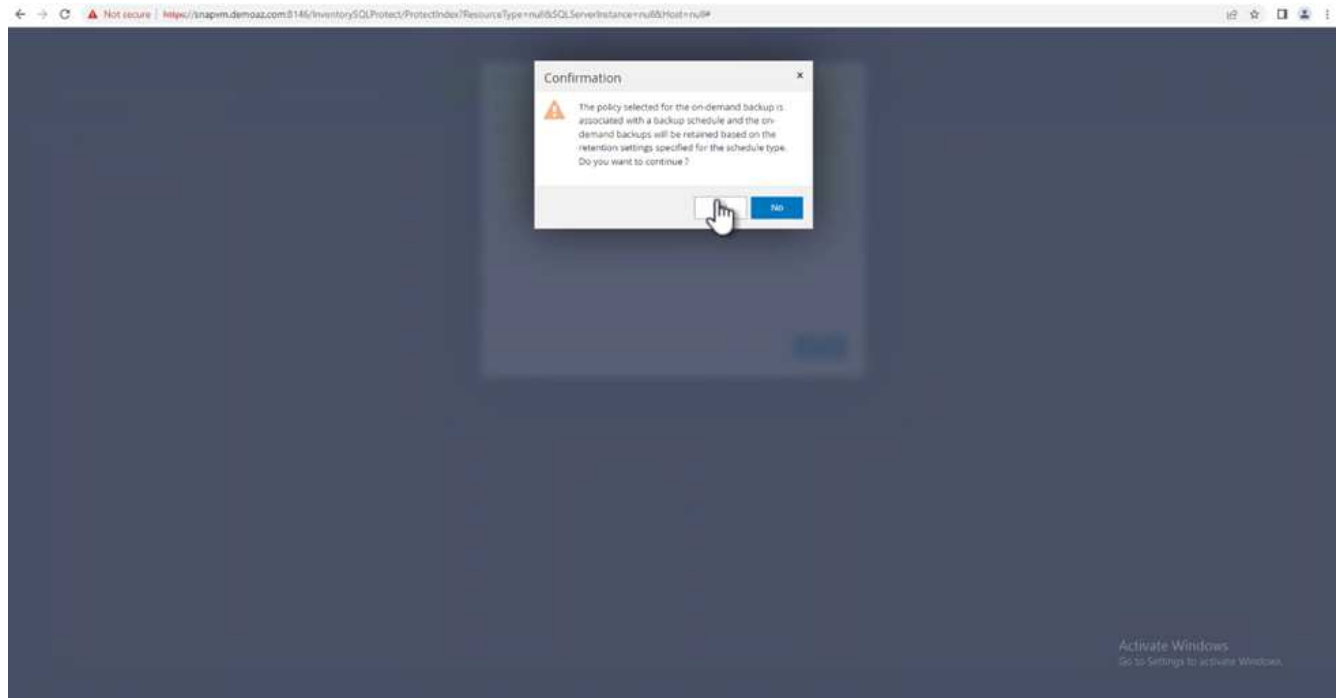 Not secure | https://snapvm.demoaz.com:8146/InventorySQLProtect/ProtectIndex?ResourceType=null&SQLServerInstance=null&Host=null#
Confirmation
The policy selected for the on-demand backup is
associated with a backup schedule and the on-
demand backups will be retained based on the
retention settings specified for the schedule type.
Do you want to continue ?
No
Activate Windows
Go to Settings to activate Windows.